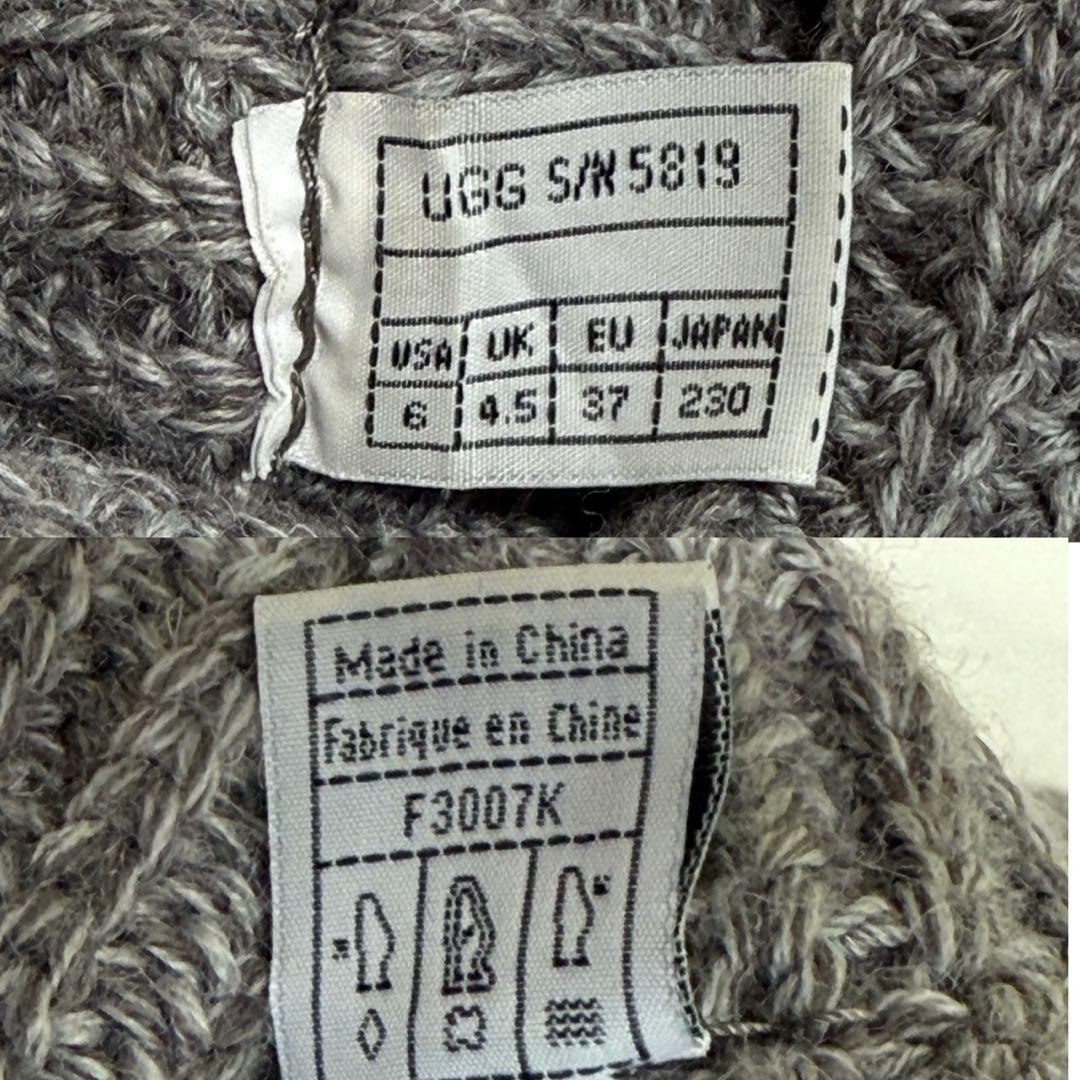 UGG S/N 5819
USA UK EU JAPAN
6 4.5 37 230
Made in China
Fabrique en Chine
F3007K